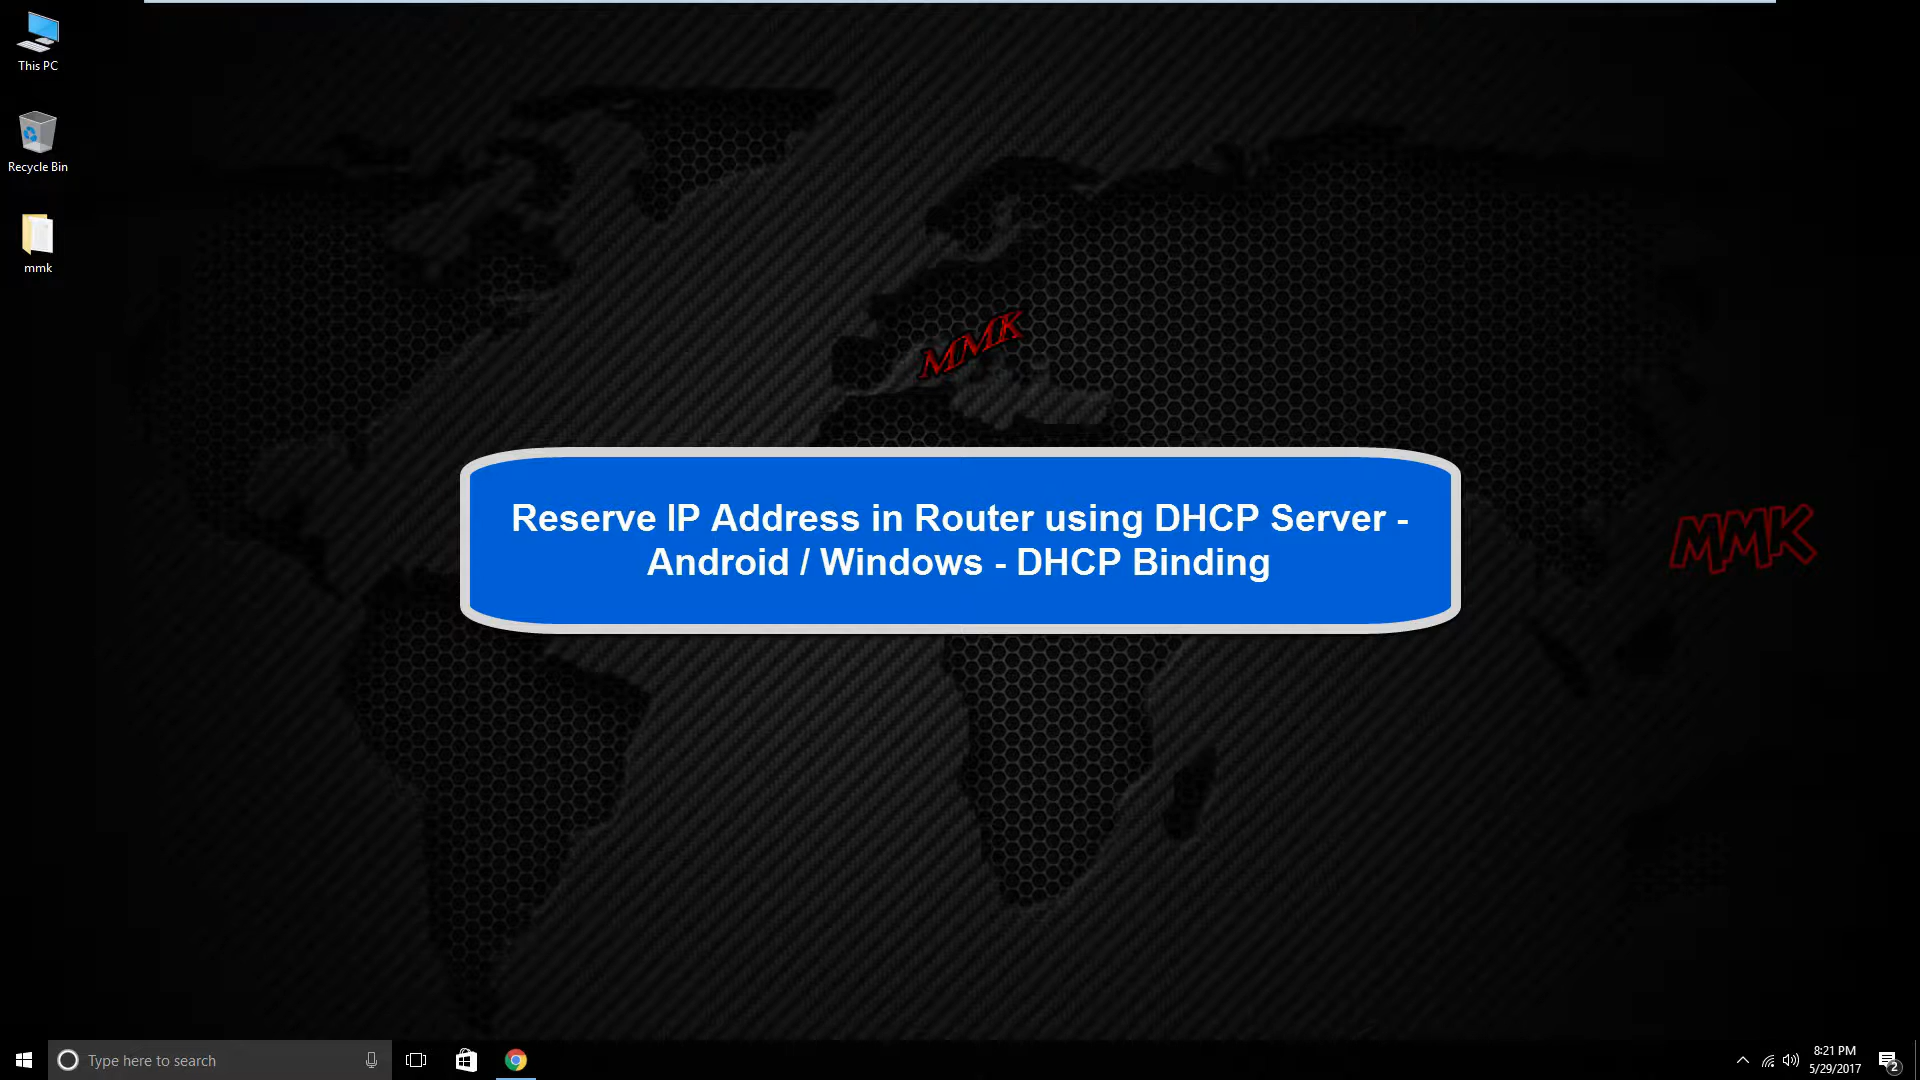 This PC
Recycle Bin
mmk
MMK
Reserve IP Address in Router using DHCP Server -
Android / Windows - DHCP Binding
MMK
Type here to search
8:21 PM
5/29/2017
2